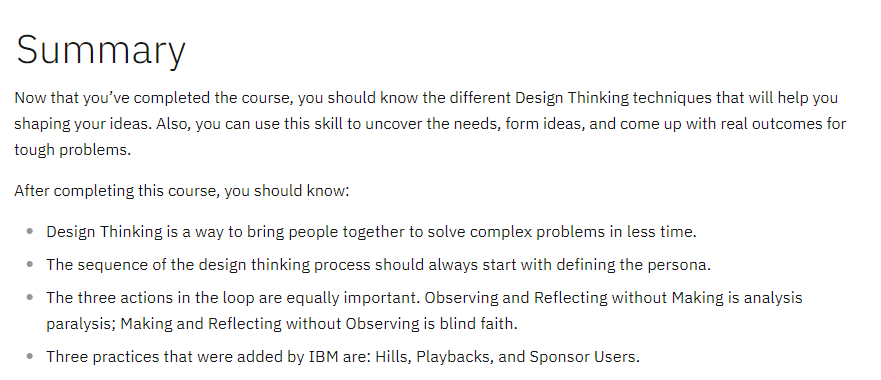 Summary
Now that you’ve completed the course, you should know the different Design Thinking techniques that will help you
shaping your ideas. Also, you can use this skill to uncover the needs, form ideas, and come up with real outcomes for
tough problems.
After completing this course, you should know:
• Design Thinking is a way to bring people together to solve complex problems in less time.
• The sequence of the design thinking process should always start with defining the persona.
• The three actions in the loop are equally important. Observing and Reflecting without Making is analysis
paralysis; Making and Reflecting without Observing is blind faith.
• Three practices that were added by IBM are: Hills, Playbacks, and Sponsor Users.